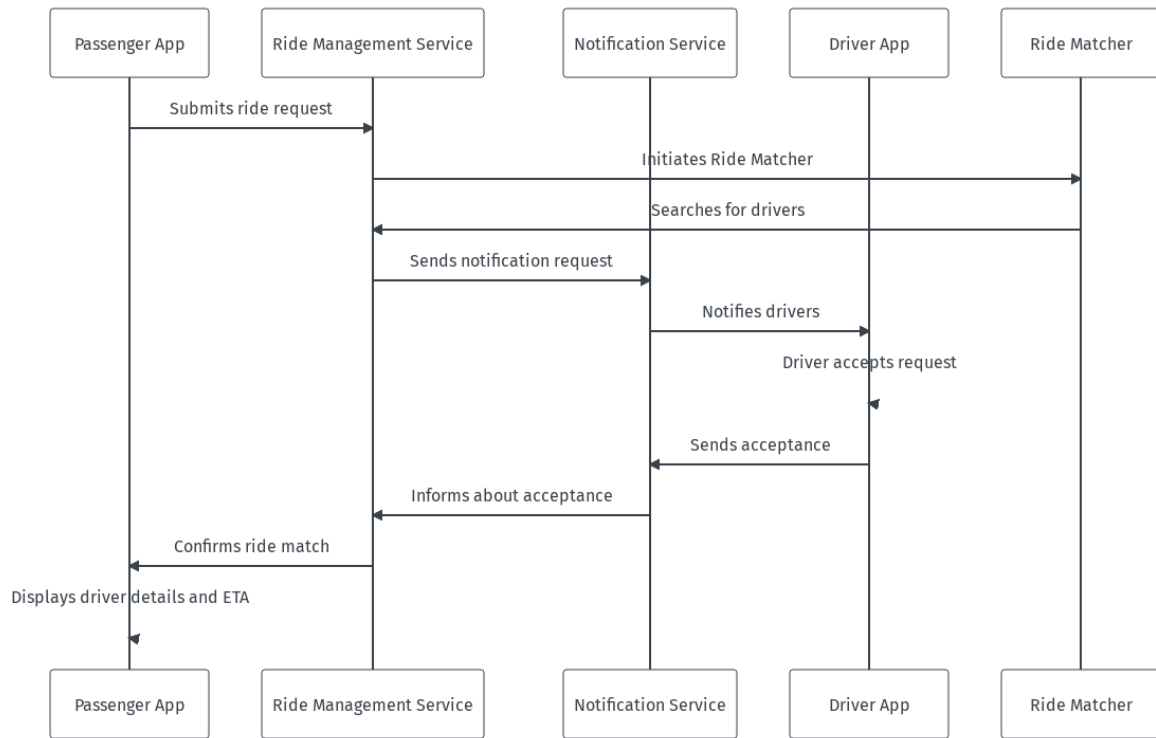 Passenger App
Ride Management Service
Notification Service
Driver App
Ride Matcher
Submits ride request
Initiates Ride Matcher
Searches for drivers
Sends notification request
Notifies drivers
Driver accepts request
Sends acceptance
Informs about acceptance
Confirms ride match
Displays driver details and ETA
Passenger App
Ride Management Service
Notification Service
Driver App
Ride Matcher